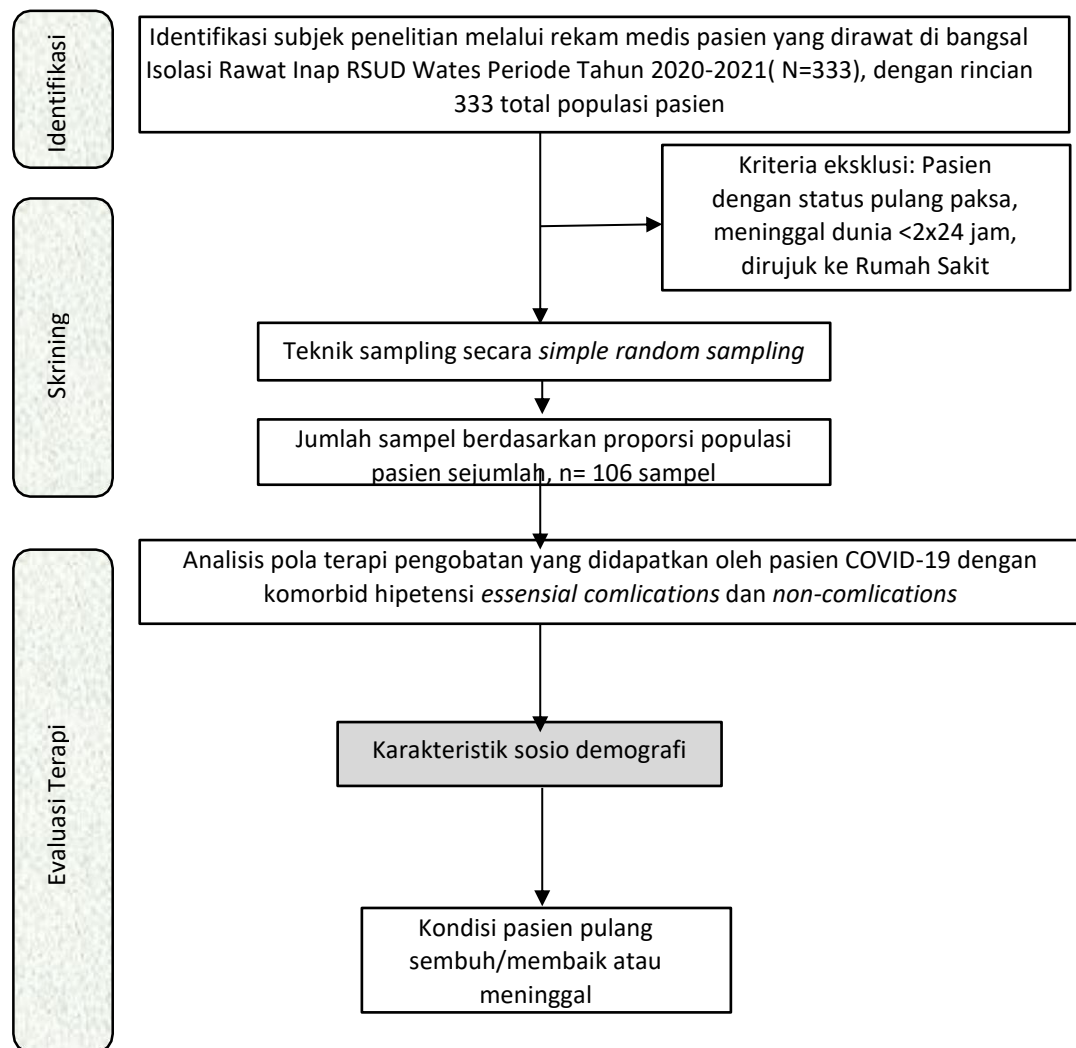 Identifikasi
Identifikasi subjek penelitian melalui rekam medis pasien yang dirawat di bangsal
Isolasi Rawat Inap RSUD Wates Periode Tahun 2020-2021( N=333), dengan rincian
333 total populasi pasien
Kriteria eksklusi: Pasien
dengan status pulang paksa,
meninggal dunia <2x24 jam,
dirujuk ke Rumah Sakit
Skrining
Teknik sampling secara simple random sampling
Jumlah sampel berdasarkan proporsi populasi
pasien sejumlah, n= 106 sampel
Evaluasi Terapi
Analisis pola terapi pengobatan yang didapatkan oleh pasien COVID-19 dengan
komorbid hipetensi essensial comlications dan non-comlications
Karakteristik sosio demografi
Kondisi pasien pulang
sembuh/membaik atau
meninggal